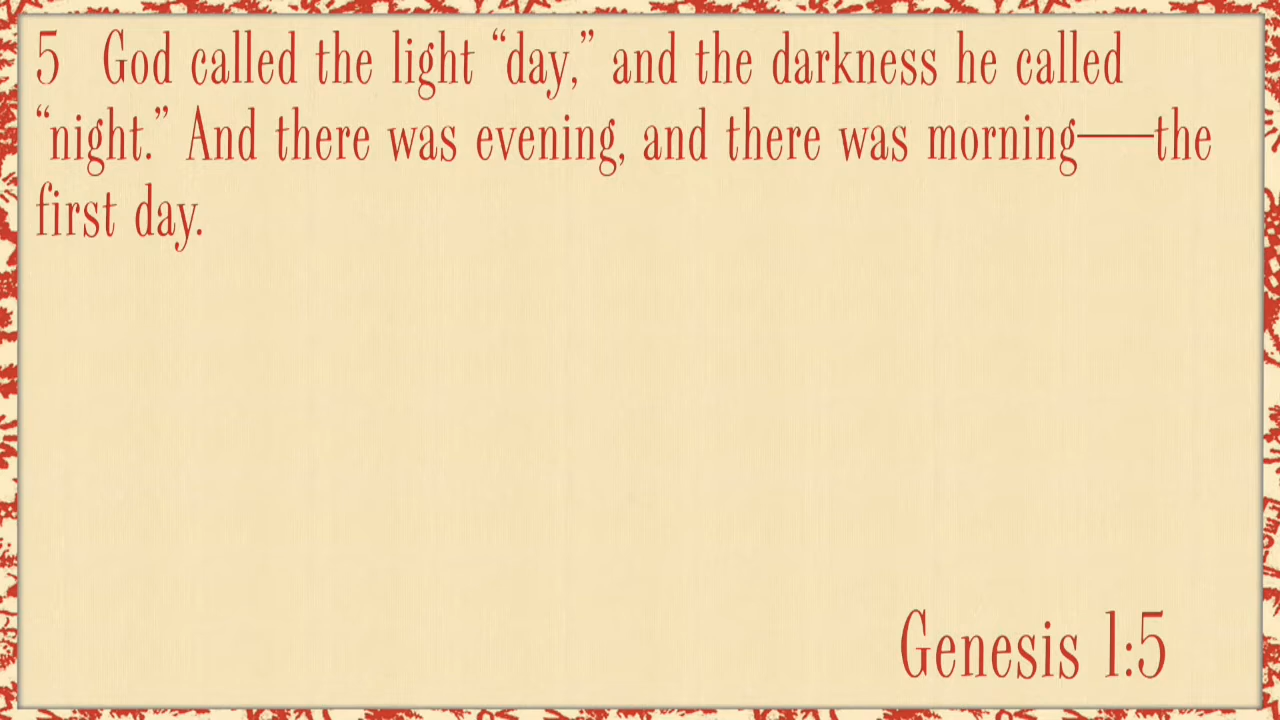 5 God called the light “day,” and the darkness he called
“night.” And there was evening, and there was morning—the
first day.
Genesis 1:5